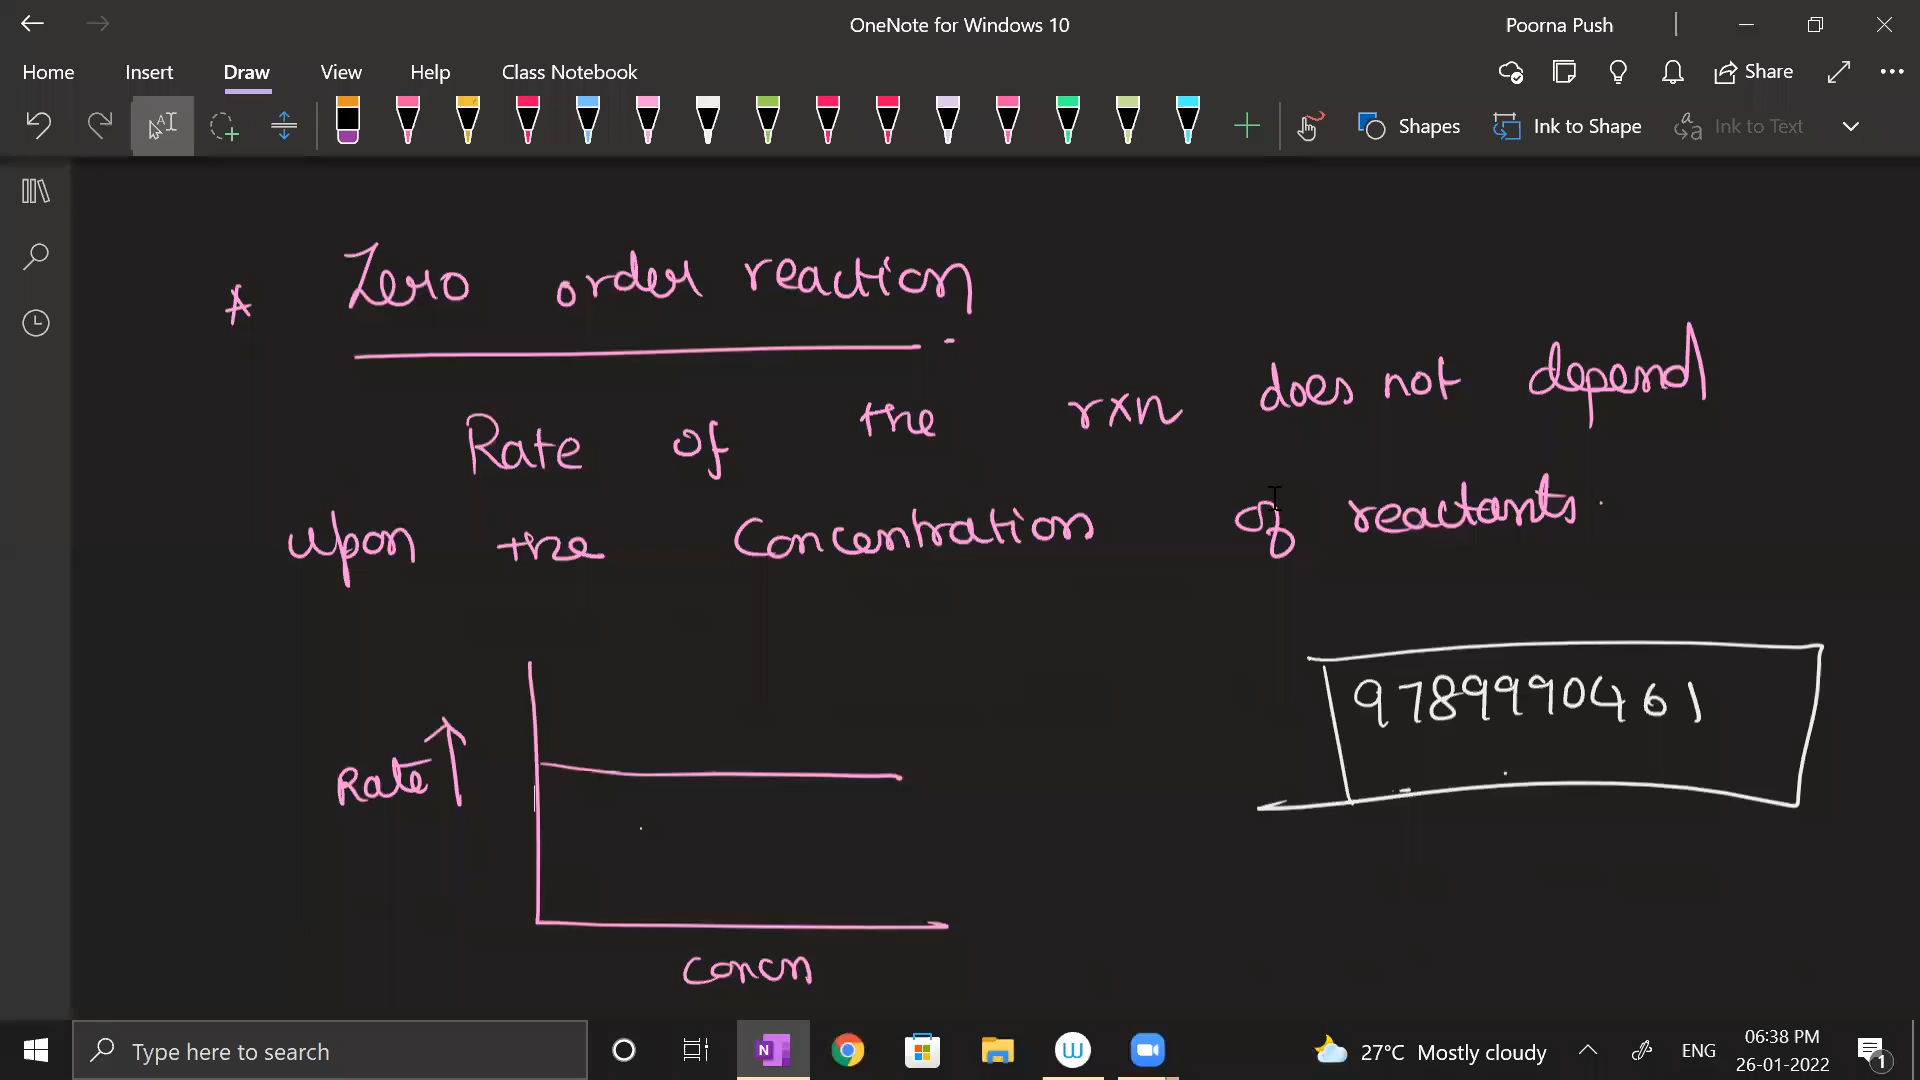 OneNote for Windows 10
Poorna Push
Home Insert Draw View Help Class Notebook
Share
Shapes Ink to Shape Ink to Text
Zero order reaction
Rate of the rxn does not depend
upon the concentration of reactants.
9789990461
Rate
Concn
Type here to search
27°C Mostly cloudy
ENG
06:38 PM
26-01-2022
1